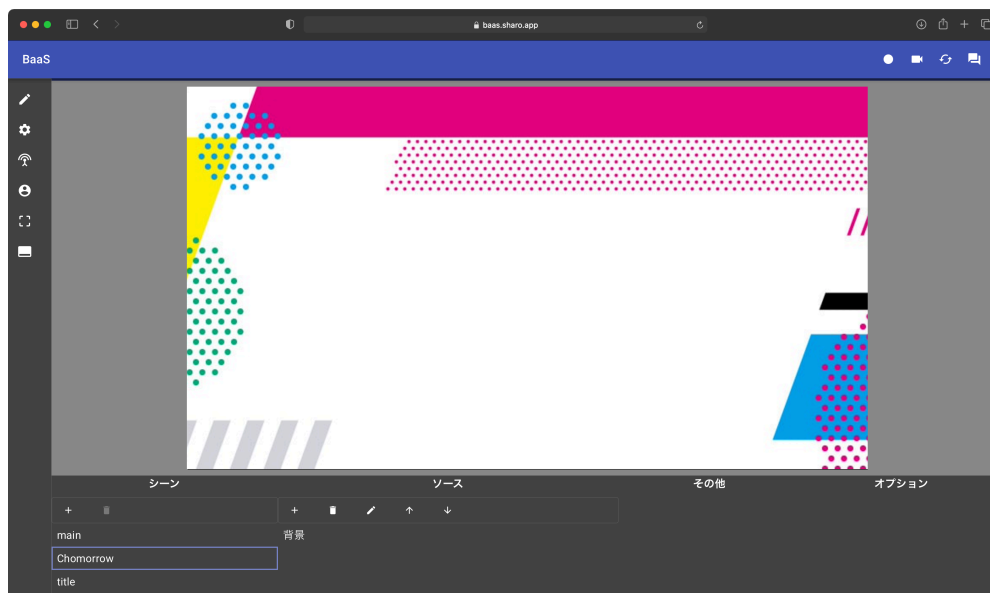 baas.sharo.app
BaaS
シーン
ソース
その他
オプション
main
背景
Chomorrow
title